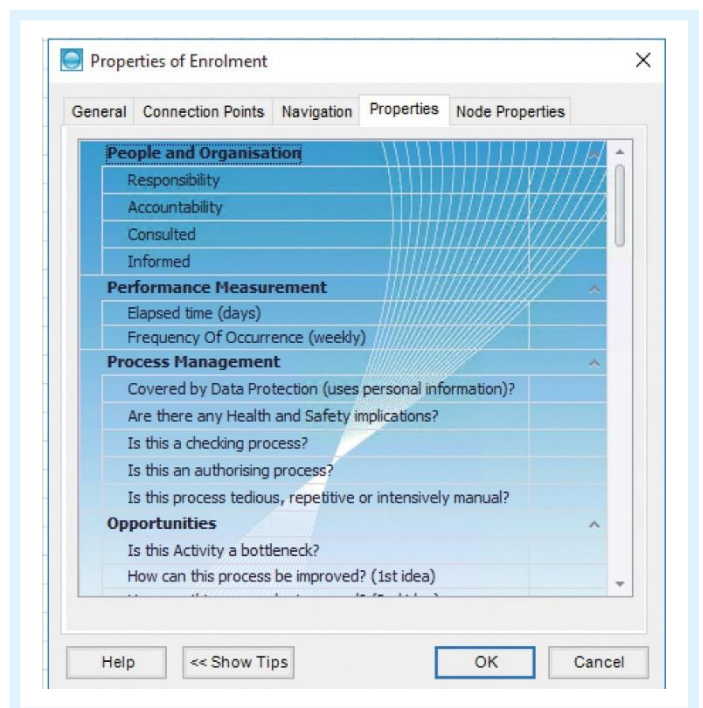 Properties of Enrolment
General Connection Points Navigation Properties Node Properties
People and Organisation
Responsibility
Accountability
Consulted
Informed
Performance Measurement
Elapsed time (days)
Frequency Of Occurrence (weekly)
Process Management
Covered by Data Protection (uses personal information)?
Are there any Health and Safety implications?
Is this a checking process?
Is this an authorising process?
Is this process tedious, repetitive or intensively manual?
Opportunities
Is this Activity a bottleneck?
How can this process be improved? (1st idea)
Help << Show Tips OK Cancel